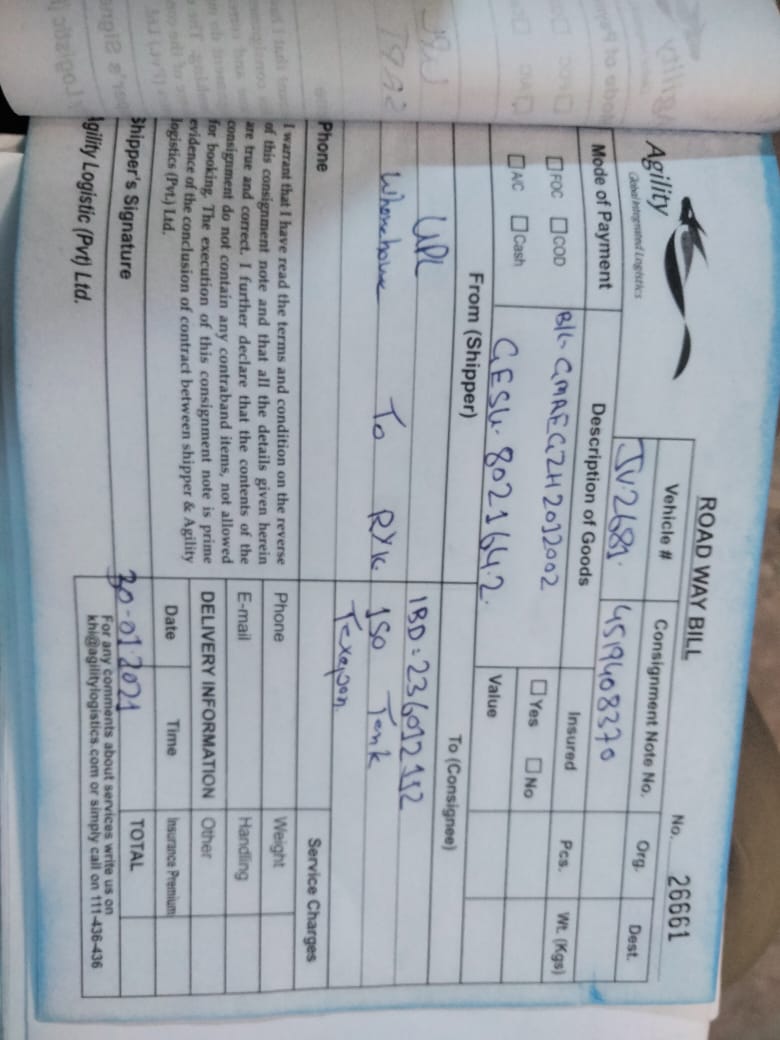 ROAD WAY BILL
No. 26661
Agility
Global Integrated Logistics
Vehicle #
Consignment Note No.
Org.
Dest.
JV.2681.
4519408370
Mode of Payment
Description of Goods
Insured
Pcs.
Wt. (Kgs)
FOC
COD
B/L- GMAEGZH2012002
Yes
No
A/C
Cash
GESU- 802164.2.
Value
From (Shipper)
To (Consignee)
UPL
IBD: 236012112
To RYK
ISO Tank
Texapon
Phone
Service Charges
I warrant that I have read the terms and condition on the reverse
of this consignment note and that all the details given herein
are true and correct. I further declare that the contents of the
consignment do not contain any contraband items, not allowed
for booking. The execution of this consignment note is prime
evidence of the conclusion of contract between shipper & Agility
logistics (Pvt.) Ltd.
Phone
Weight
E-mail
Handling
DELIVERY INFORMATION
Other
Date
Time
Insurance Premium
Shipper's Signature
30-01-2021
TOTAL
Agility Logistic (Pvt) Ltd.
For any comments about services write us on
khi@agilitylogistics.com or simply call on 111-436-436